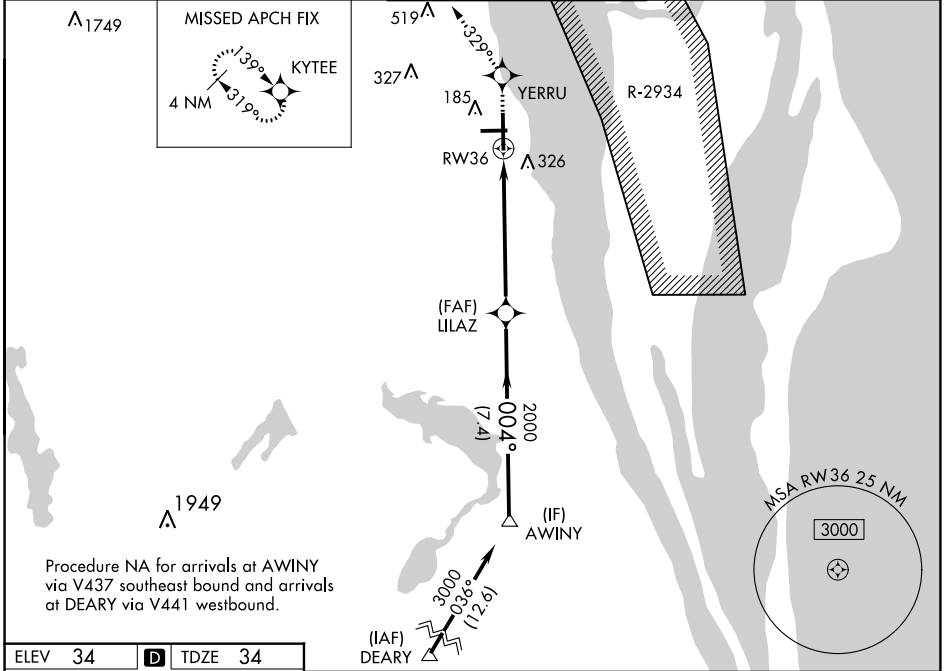 1749
MISSED APCH FIX
139°
KYTEE
4 NM
319°
519
329°
327
YERRU
185
RW36
326
R-2934
(FAF)
LILAZ
2000
004°
(7.4)
1949
(IF)
AWINY
MSA RW36 25 NM
3000
Procedure NA for arrivals at AWINY
via V437 southeast bound and arrivals
at DEARY via V441 westbound.
3000
036°
(12.6)
(IAF)
DEARY
ELEV 34 D TDZE 34